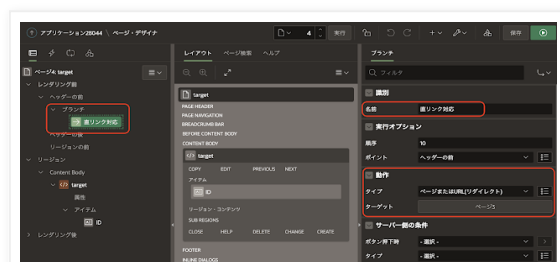 アプリケーション28044 \ ページ・デザイナ
4
実行
保存
ページ4: target
レンダリング前
ヘッダーの前
ブランチ
直リンク対応
ヘッダーの後
リージョンの前
リージョン
Content Body
target
属性
アイテム
ID
レンダリング後
レイアウト ページ検索 ヘルプ
target
PAGE HEADER
PAGE NAVIGATION
BREADCRUMB BAR
BEFORE CONTENT BODY
CONTENT BODY
target
COPY EDIT PREVIOUS NEXT
アイテム
ID
リージョン・コンテンツ
SUB REGIONS
CLOSE HELP DELETE CHANGE CREATE
FOOTER
INLINE DIALOGS
ブランチ
フィルタ
識別
名前 直リンク対応
実行オプション
順序 10
ポイント ヘッダーの前
動作
タイプ ページまたはURL(リダイレクト)
ターゲット ページ3
サーバー側の条件
ボタン押下時 - 選択 -
タイプ - 選択 -